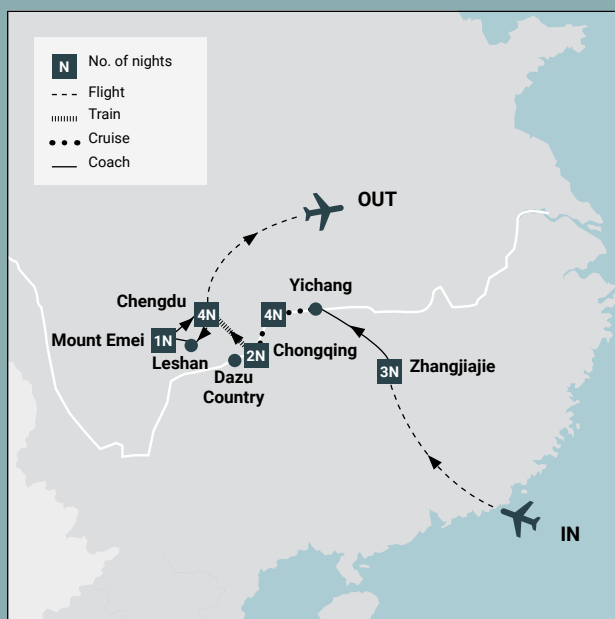 N No. of nights
Flight
Train
Cruise
Coach
OUT
Yichang
Chengdu
4N
4N
Mount Emei
1N
Leshan
2N
Chongqing
Dazu
Country
3N
Zhangjiajie
IN